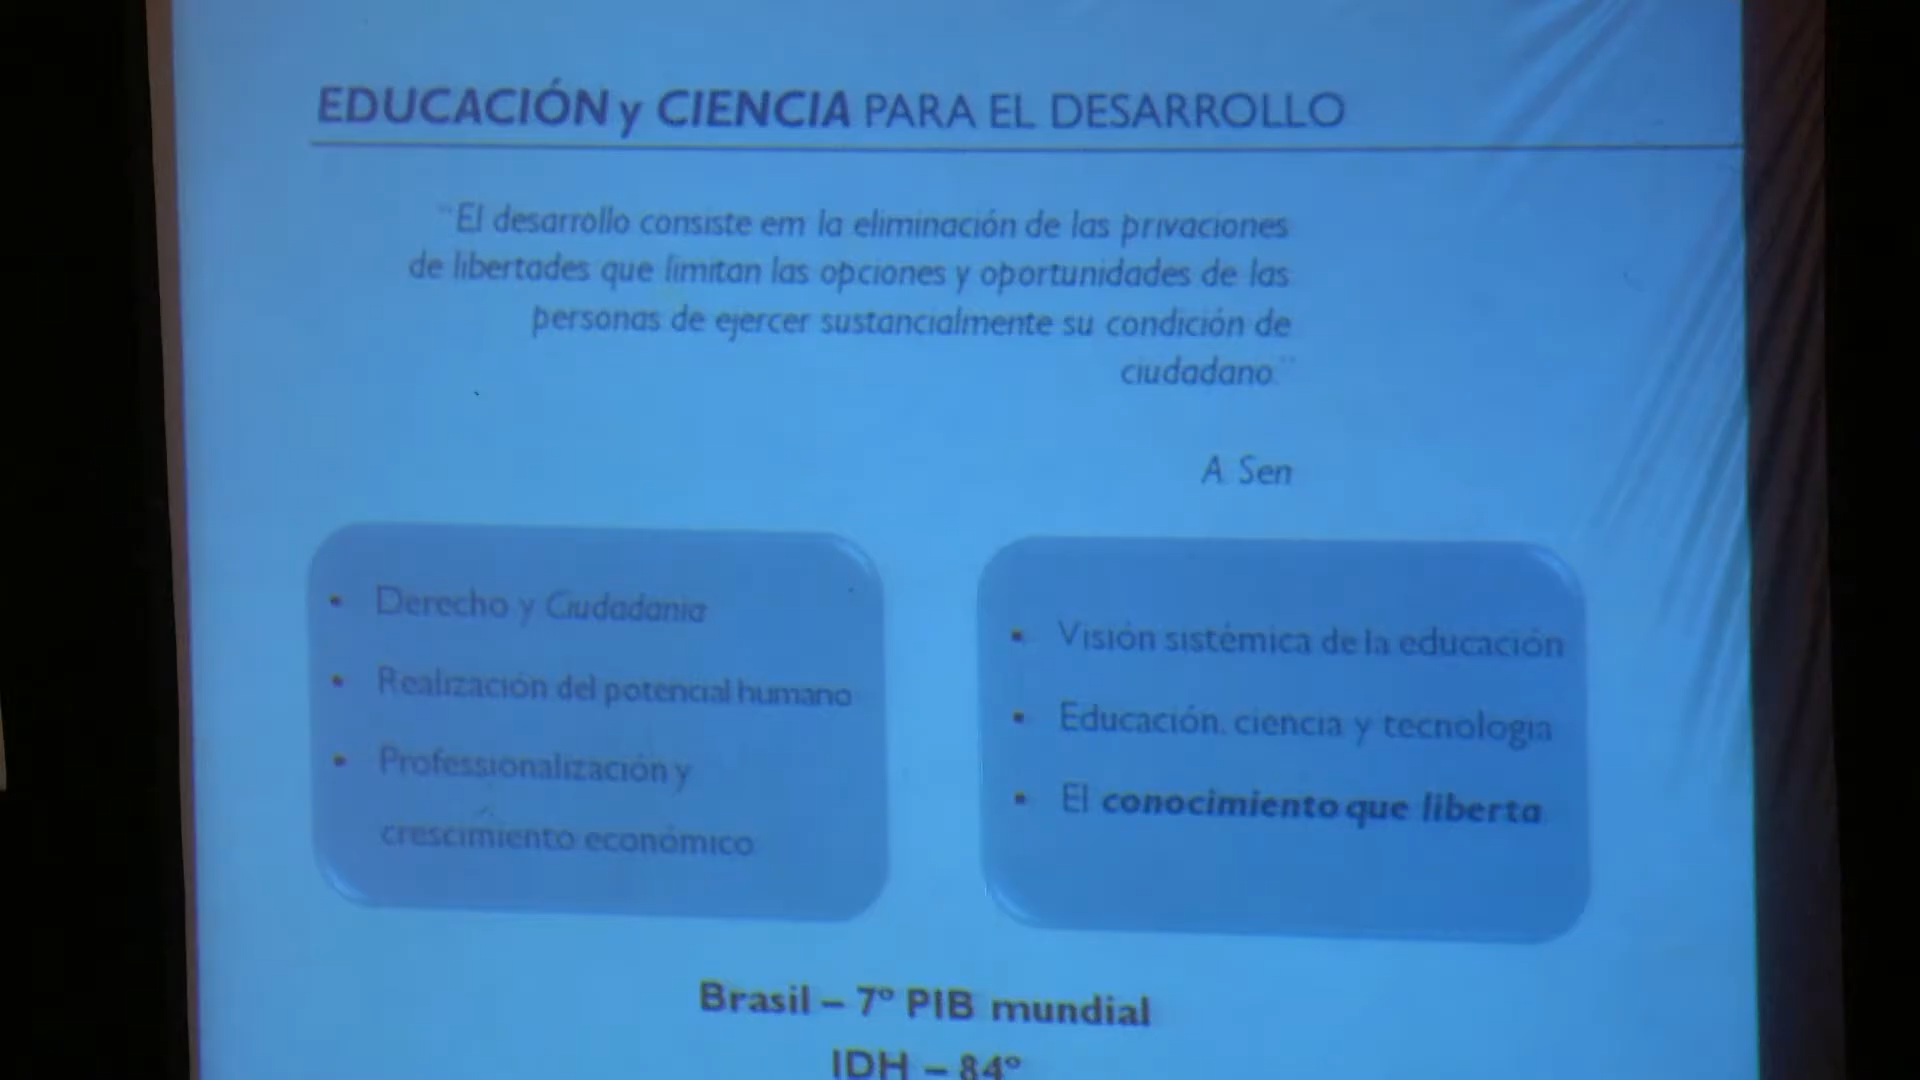 EDUCACIÓN y CIENCIA PARA EL DESARROLLO
"El desarrollo consiste em la eliminación de las privaciones
de libertades que limitan las opciones y oportunidades de las
personas de ejercer sustancialmente su condición de
ciudadano."
A. Sen
• Derecho y Ciudadania
• Realización del potencial humano
• Professionalización y
crescimiento económico
• Visión sistémica de la educación
• Educación, ciencia y tecnologia
• El conocimiento que liberta
Brasil – 7º PIB mundial
IDH – 84º